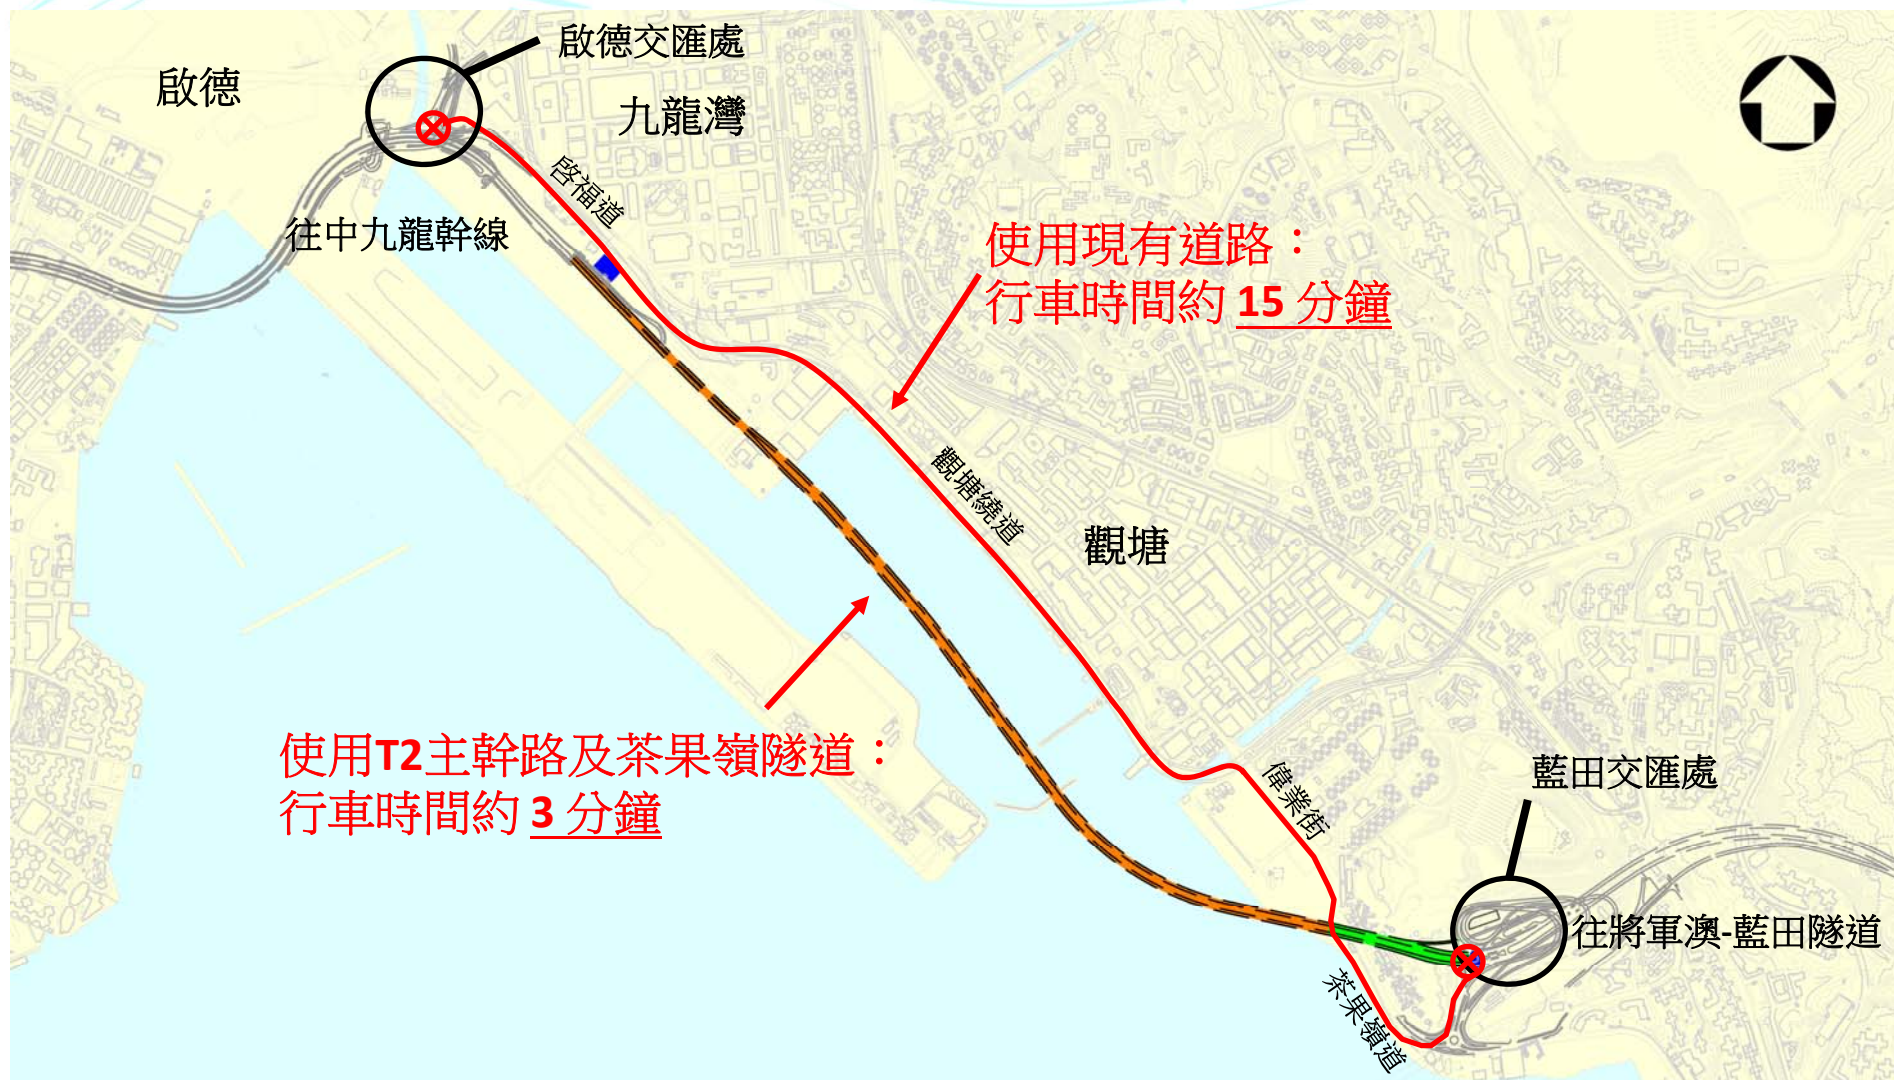 啟德交匯處
啟德
九龍灣
啓福道
往中九龍幹線
使用現有道路：
行車時間約 15 分鐘
觀塘繞道
觀塘
使用T2主幹路及茶果嶺隧道：
行車時間約 3 分鐘
偉業街
藍田交匯處
往將軍澳-藍田隧道
茶果嶺道